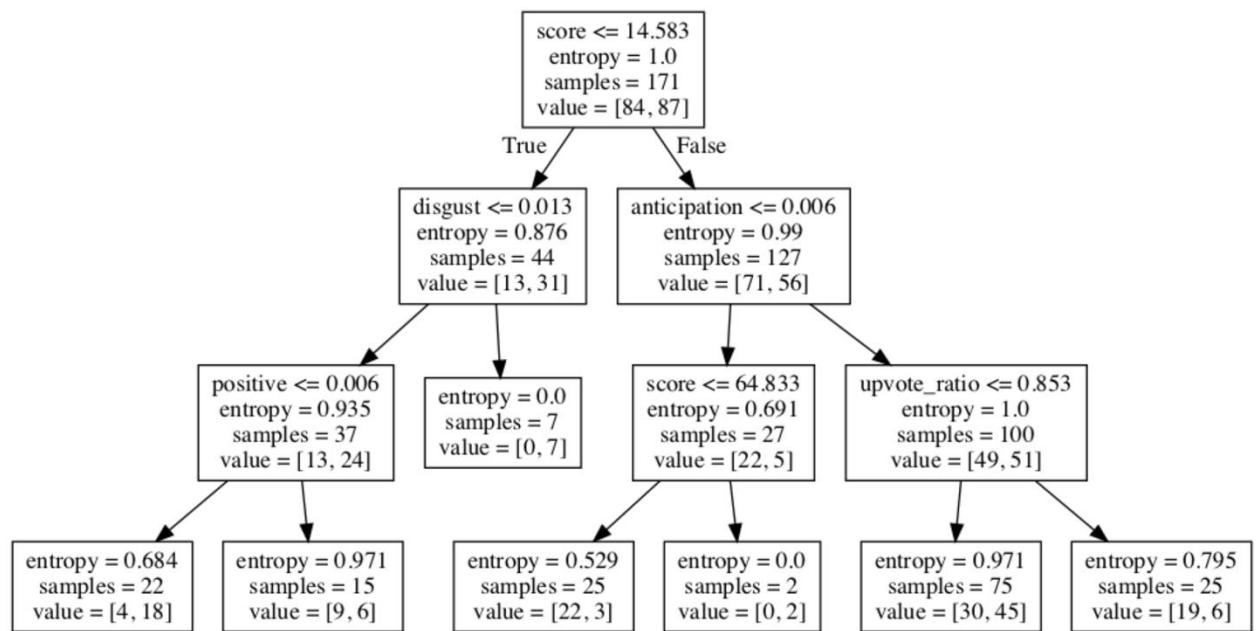 score <= 14.583
entropy = 1.0
samples = 171
value = [84, 87]
True
False
disgust <= 0.013
entropy = 0.876
samples = 44
value = [13, 31]
anticipation <= 0.006
entropy = 0.99
samples = 127
value = [71, 56]
positive <= 0.006
entropy = 0.935
samples = 37
value = [13, 24]
entropy = 0.0
samples = 7
value = [0, 7]
score <= 64.833
entropy = 0.691
samples = 27
value = [22, 5]
upvote_ratio <= 0.853
entropy = 1.0
samples = 100
value = [49, 51]
entropy = 0.684
samples = 22
value = [4, 18]
entropy = 0.971
samples = 15
value = [9, 6]
entropy = 0.529
samples = 25
value = [22, 3]
entropy = 0.0
samples = 2
value = [0, 2]
entropy = 0.971
samples = 75
value = [30, 45]
entropy = 0.795
samples = 25
value = [19, 6]